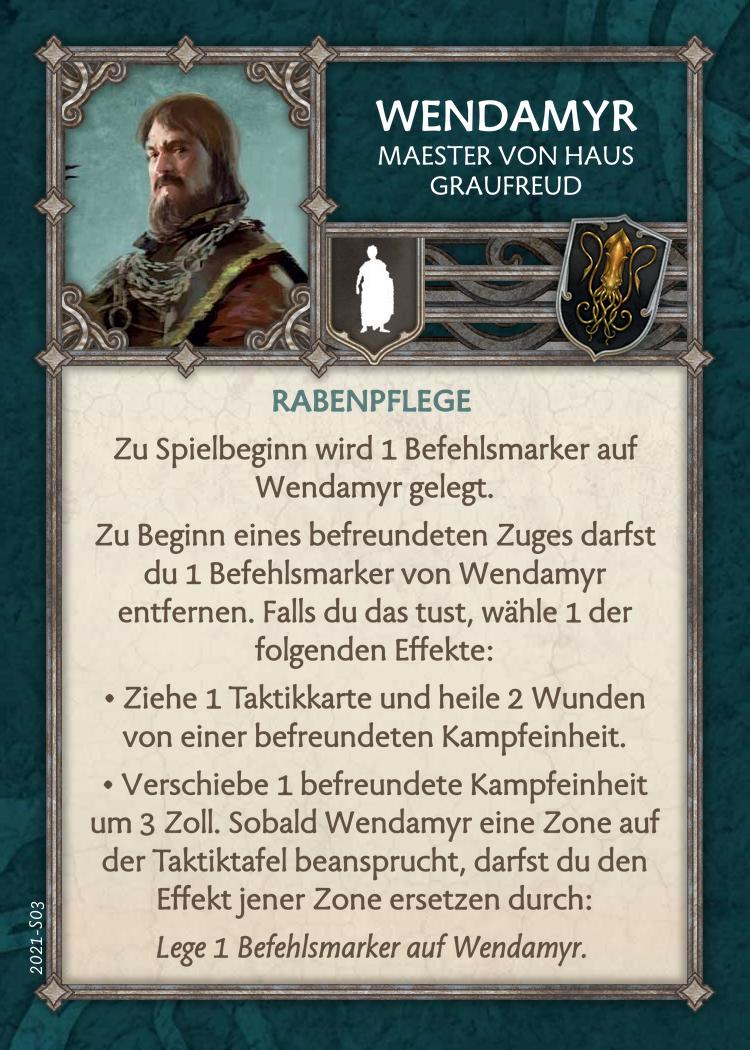 WENDAMYR
MAESTER VON HAUS
GRAUFREUD
RABENPFLEGE
Zu Spielbeginn wird 1 Befehlsmarker auf
Wendamyr gelegt.
Zu Beginn eines befreundeten Zuges darfst
du 1 Befehlsmarker von Wendamyr
entfernen. Falls du das tust, wähle 1 der
folgenden Effekte:
• Ziehe 1 Taktikkarte und heile 2 Wunden
von einer befreundeten Kampfeinheit.
• Verschiebe 1 befreundete Kampfeinheit
um 3 Zoll. Sobald Wendamyr eine Zone auf
der Taktiktafel beansprucht, darfst du den
Effekt jener Zone ersetzen durch:
Lege 1 Befehlsmarker auf Wendamyr.
2021-S03